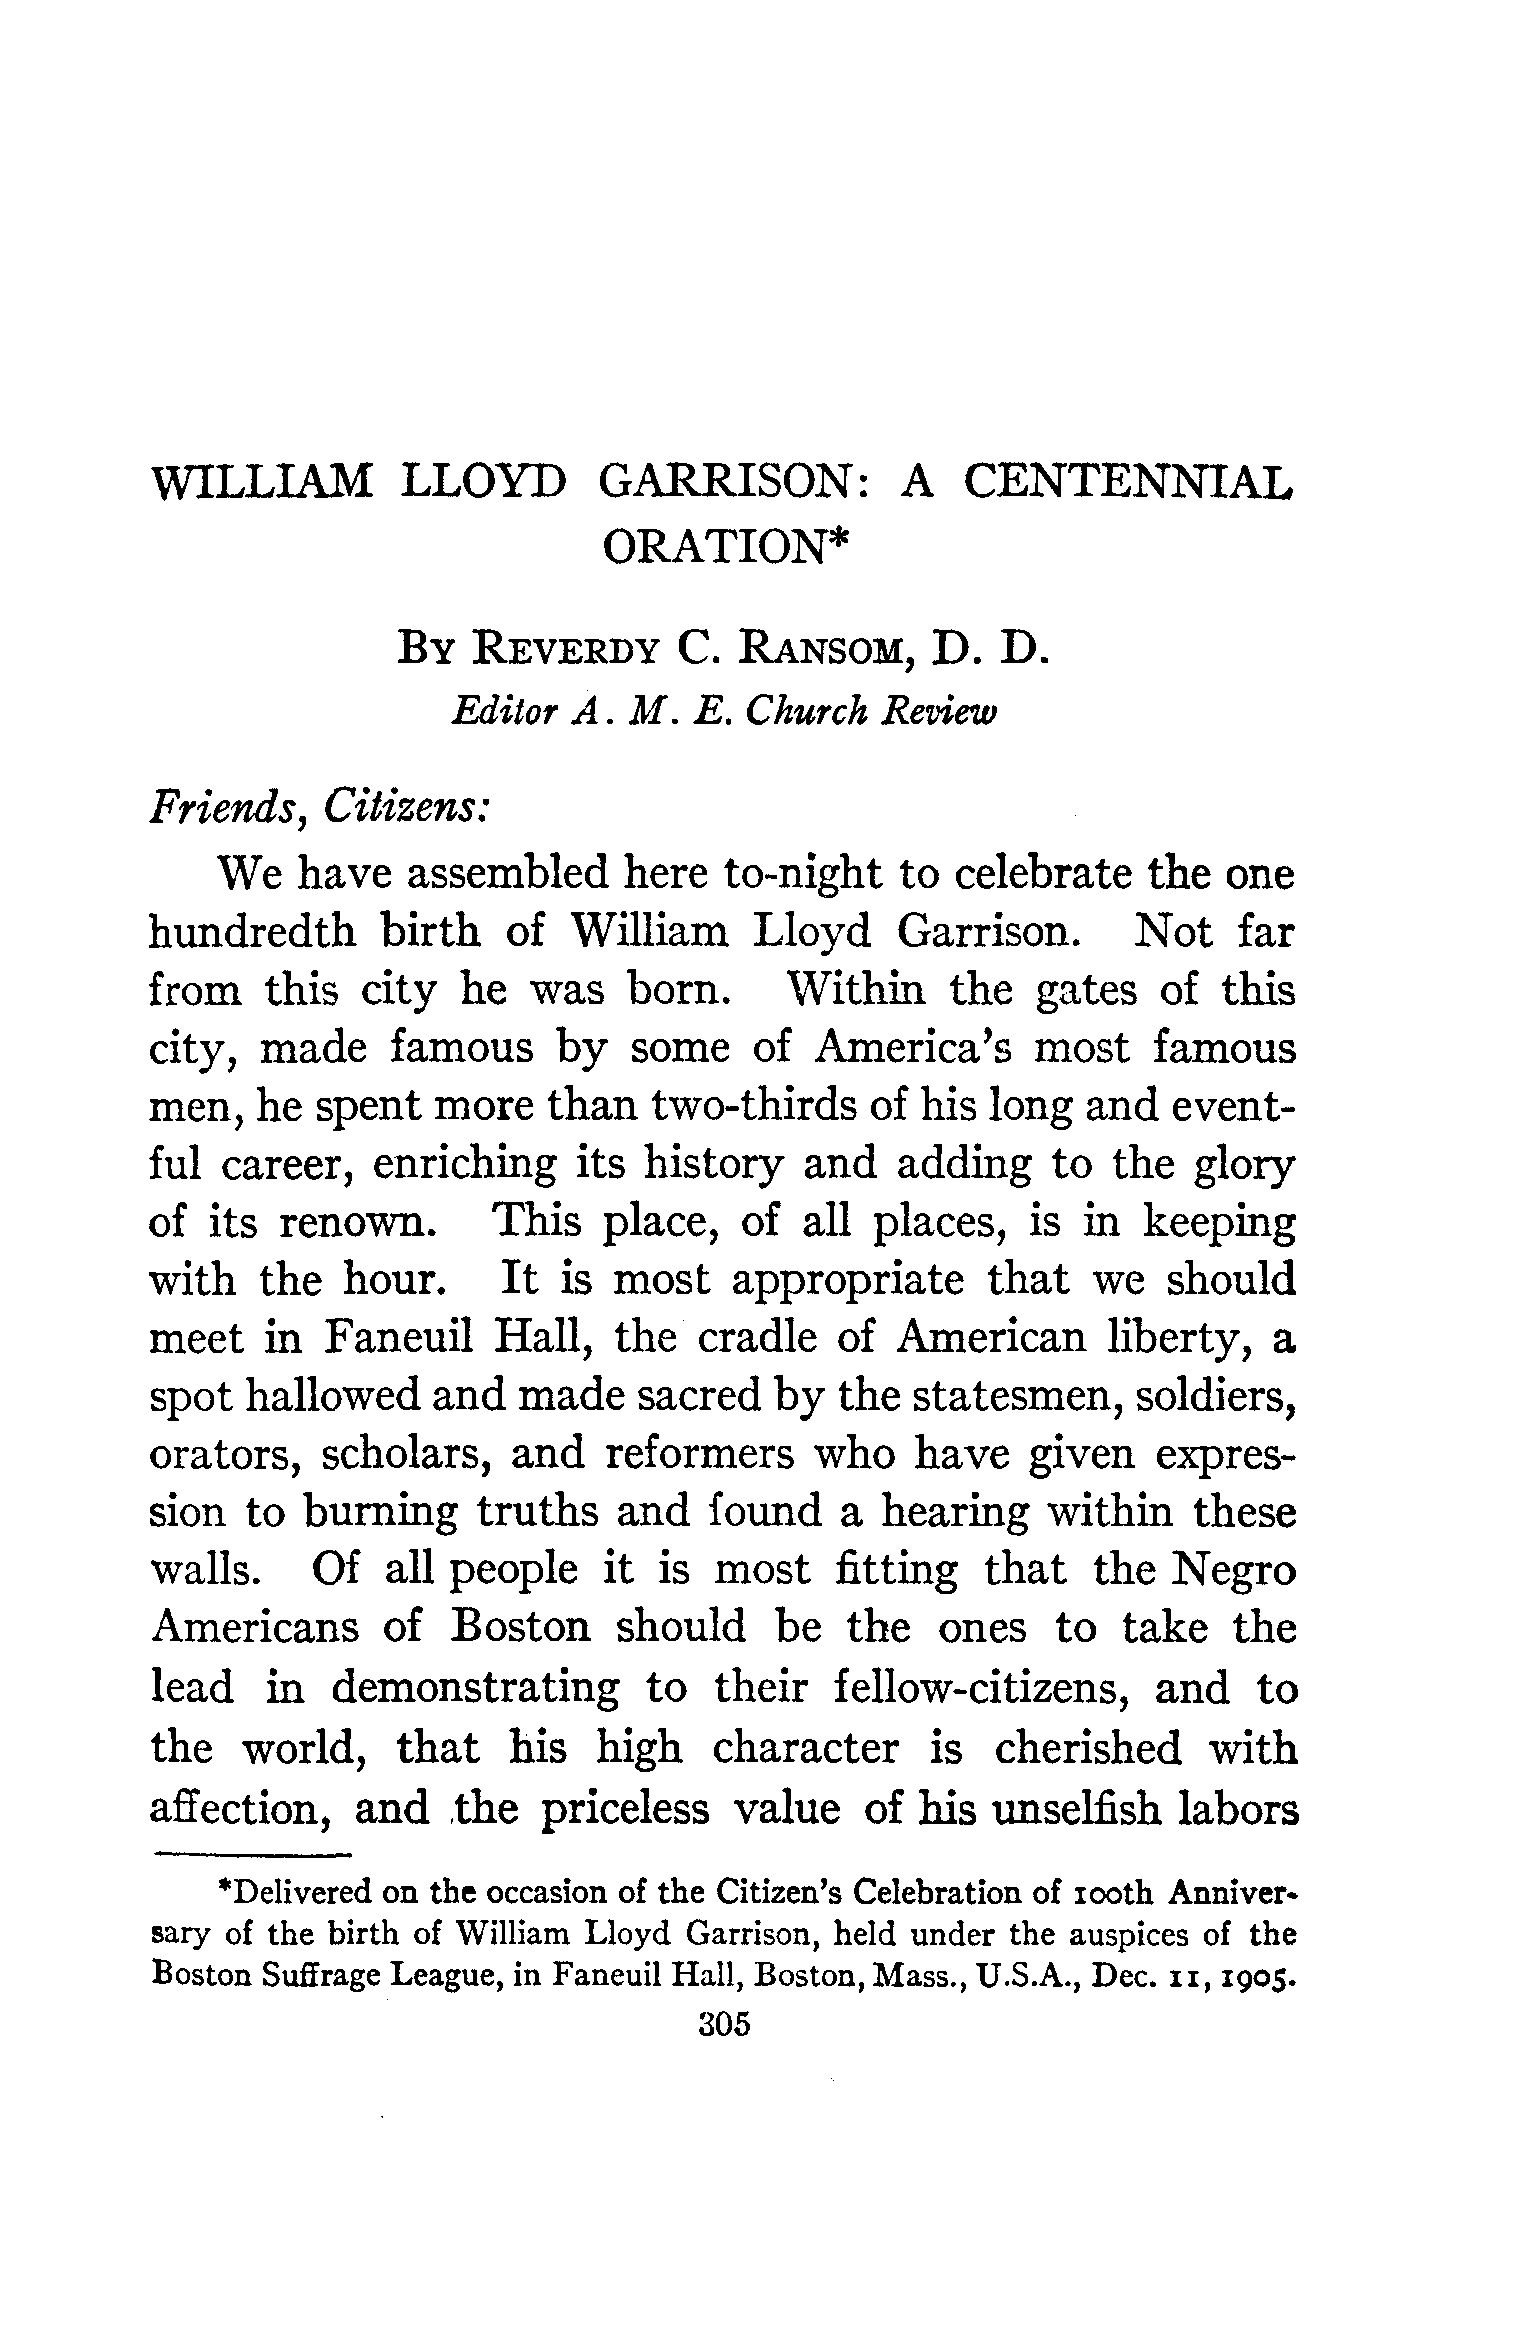 WILLIAM LLOYD GARRISON: A CENTENNIAL
ORATION*
BY REVERDY C. RANSOM, D. D.
Editor A. M. E. Church Review
Friends, Citizens:
We have assembled here to-night to celebrate the one
hundredth birth of William Lloyd Garrison. Not far
from this city he was born. Within the gates of this
city, made famous by some of America's most famous
men, he spent more than two-thirds of his long and event-
ful career, enriching its history and adding to the glory
of its renown. This place, of all places, is in keeping
with the hour. It is most appropriate that we should
meet in Faneuil Hall, the cradle of American liberty, a
spot hallowed and made sacred by the statesmen, soldiers,
orators, scholars, and reformers who have given expres-
sion to burning truths and found a hearing within these
walls. Of all people it is most fitting that the Negro
Americans of Boston should be the ones to take the
lead in demonstrating to their fellow-citizens, and to
the world, that his high character is cherished with
affection, and the priceless value of his unselfish labors
*Delivered on the occasion of the Citizen's Celebration of 100th Anniver-
sary of the birth of William Lloyd Garrison, held under the auspices of the
Boston Suffrage League, in Faneuil Hall, Boston, Mass., U.S.A., Dec. 11, 1905.
305